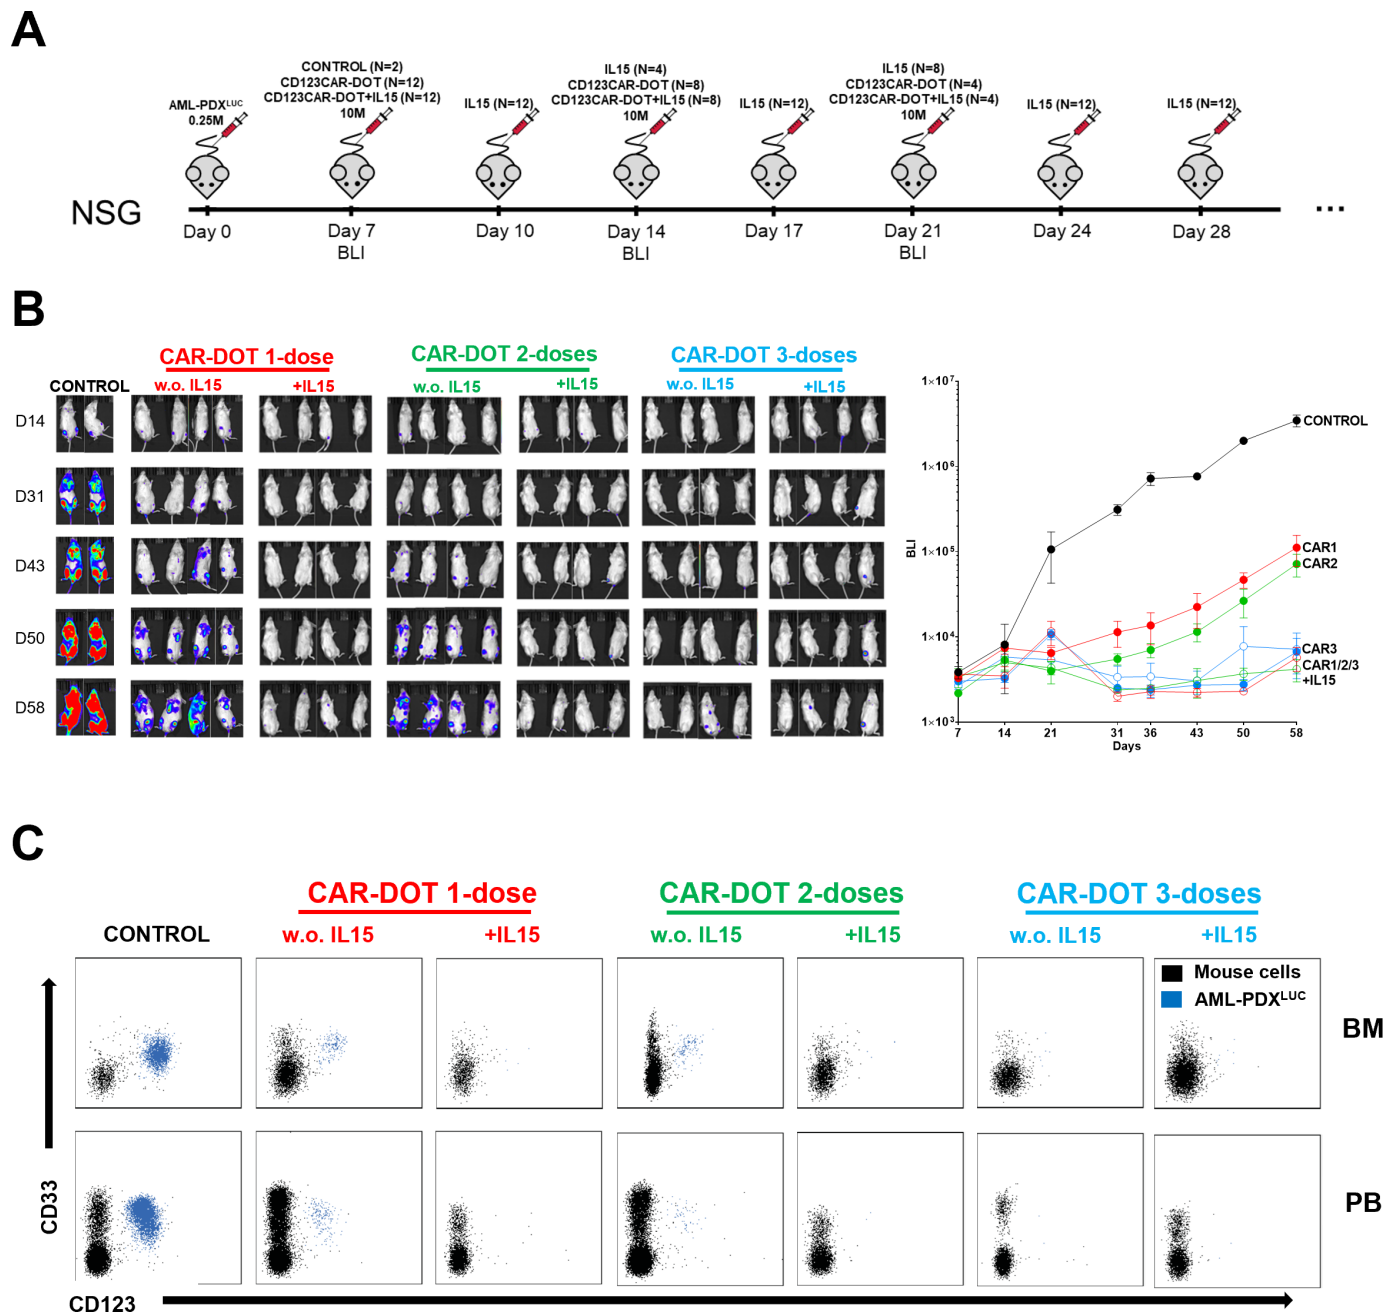 A
CONTROL (N=2)
CD123CAR-DOT (N=12)
CD123CAR-DOT+IL15 (N=12)
10M
IL15 (N=4)
CD123CAR-DOT (N=8)
CD123CAR-DOT+IL15 (N=8)
10M
IL15 (N=8)
CD123CAR-DOT (N=4)
CD123CAR-DOT+IL15 (N=4)
10M
AML-PDXLUC
0.25M
IL15 (N=12)
IL15 (N=12)
IL15 (N=12)
IL15 (N=12)
NSG
...
Day 0
Day 7
BLI
Day 10
Day 14
BLI
Day 17
Day 21
BLI
Day 24
Day 28
B
CAR-DOT 1-dose
CAR-DOT 2-doses
CAR-DOT 3-doses
CONTROL
w.o. IL15
+IL15
w.o. IL15
+IL15
w.o. IL15
+IL15
D14
D31
D43
D50
D58
1×10⁷
1×10⁶
1×10⁵
1×10⁴
1×10³
BLI
CONTROL
CAR1
CAR2
CAR3
CAR1/2/3
+IL15
7 14 21 31 36 43 50 58
Days
C
CAR-DOT 1-dose
CAR-DOT 2-doses
CAR-DOT 3-doses
CONTROL
w.o. IL15
+IL15
w.o. IL15
+IL15
w.o. IL15
+IL15
Mouse cells
AML-PDXLUC
BM
PB
CD33
CD123